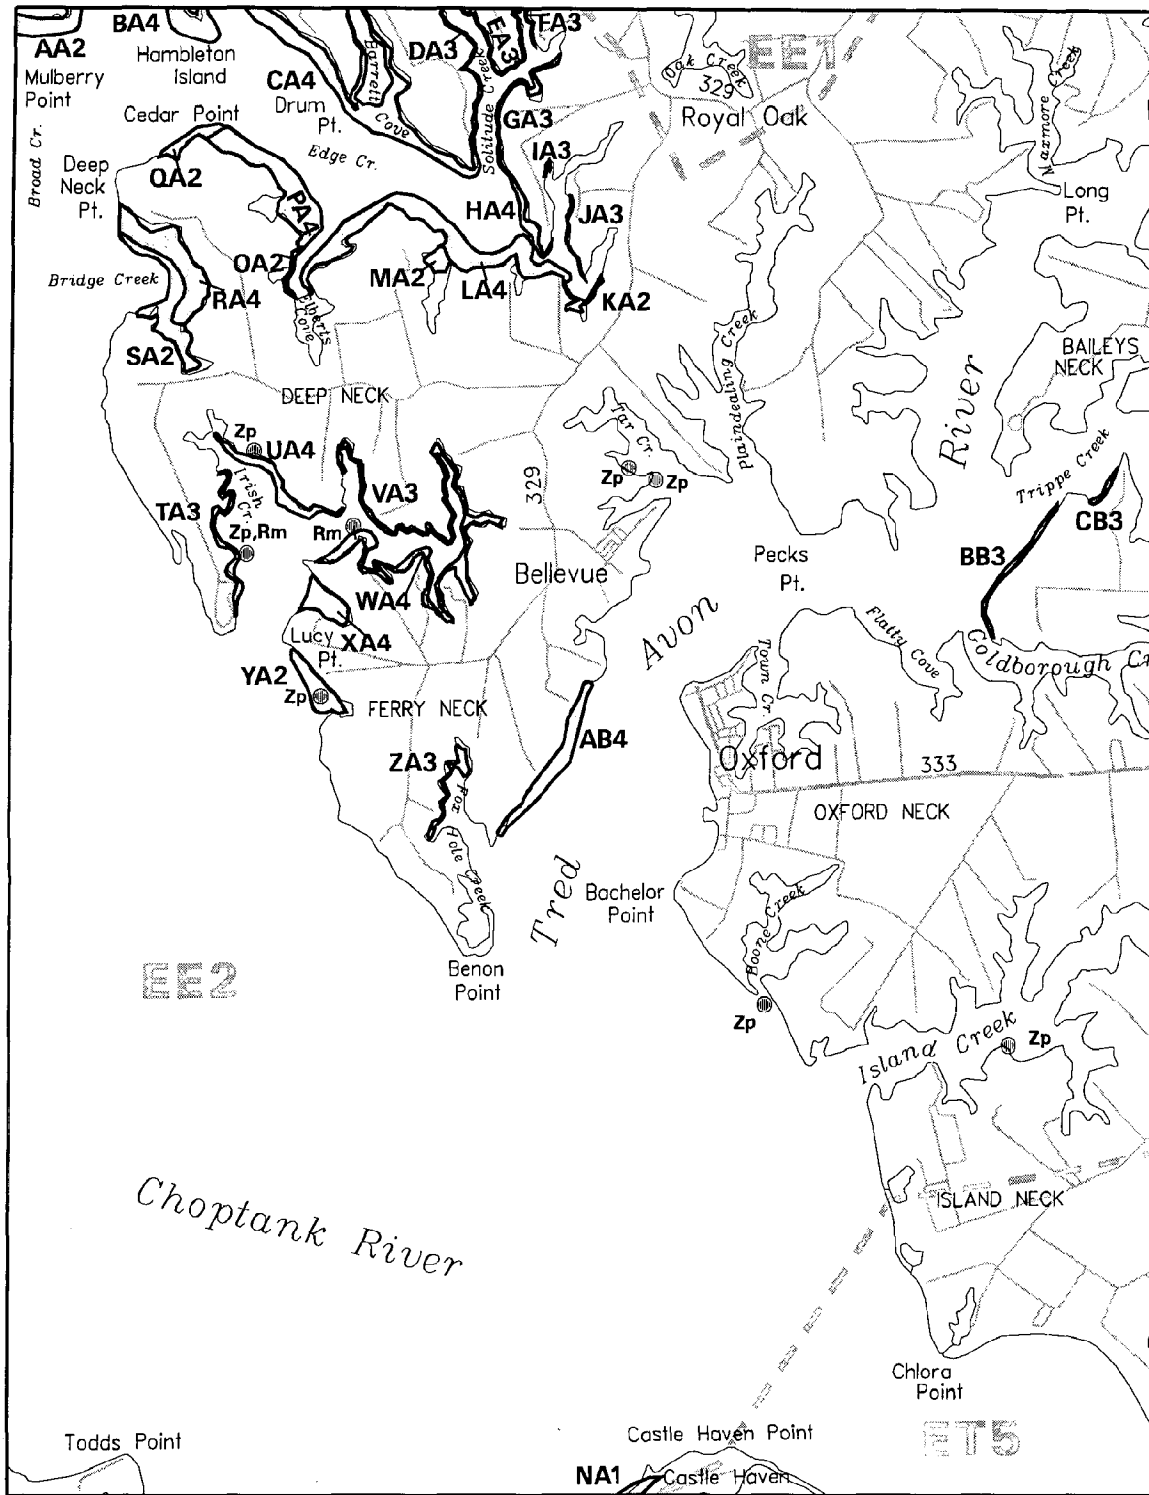 BA4
AA2
Mulberry
Point
Hambleton
Island
CA4
Drum
Pt.
Barrett
Cove
DA3
EA3
FA3
Solitude Creek
GA3
EE1
Oak Creek
329
Royal Oak
Maxmore Creek
Long
Pt.
Broad Cr.
Cedar Point
Deep
Neck
Pt.
QA2
PA4
Edge Cr.
IA3
HA4
JA3
OA2
MA2
LA4
KA2
Bridge Creek
RA4
Elberts
Cove
SA2
DEEP NECK
Plaindealing Creek
River
BAILEYS
NECK
Zp
UA4
Irish
Cr.
TA3
Zp,Rm
Rm
VA3
329
Tar Cr.
Zp
Zp
Trippe Creek
CB3
BB3
Pecks
Pt.
Bellevue
WA4
XA4
Lucy
Pt.
YA2
Zp
FERRY NECK
Avon
Town Cr.
Flatty Cove
Goldborough Cr
AB4
ZA3
Fox
Hole Creek
Oxford
333
OXFORD NECK
Tred
Bachelor
Point
Boone Creek
Benon
Point
EE2
Zp
Island Creek
Zp
Choptank River
ISLAND NECK
Chlora
Point
ET5
Todds Point
Castle Haven Point
NA1
Castle Haven